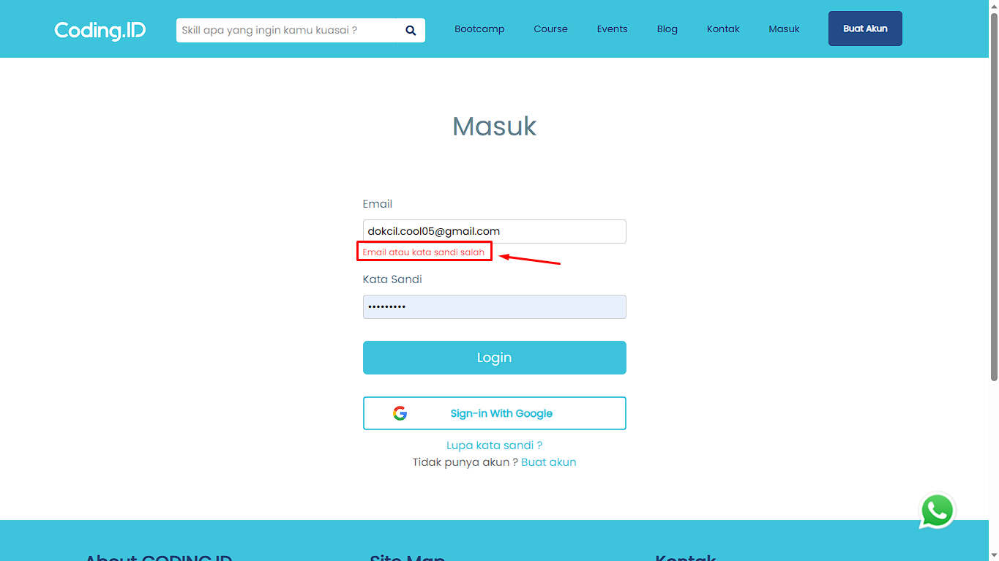 Coding.ID
Skill apa yang ingin kamu kuasai ?
Bootcamp
Course
Events
Blog
Kontak
Masuk
Buat Akun
Masuk
Email
dokcil.cool05@gmail.com
Email atau kata sandi salah
Kata Sandi
•••••••••
Login
Sign-in With Google
Lupa kata sandi ?
Tidak punya akun ? Buat akun
About CODING.ID
Site Map
Kontak